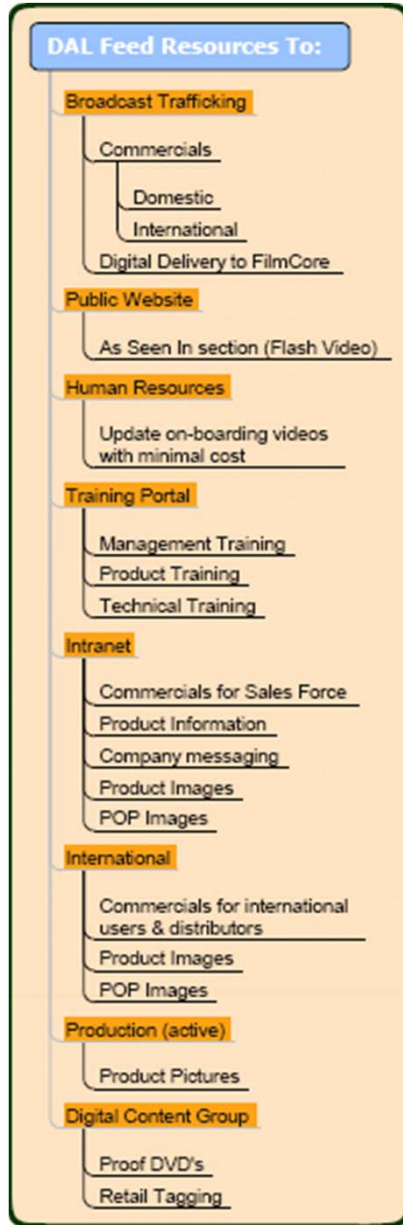 DAL Feed Resources To:
Broadcast Trafficking
Commercials
Domestic
International
Digital Delivery to FilmCore
Public Website
As Seen In section (Flash Video)
Human Resources
Update on-boarding videos
with minimal cost
Training Portal
Management Training
Product Training
Technical Training
Intranet
Commercials for Sales Force
Product Information
Company messaging
Product Images
POP Images
International
Commercials for international
users & distributors
Product Images
POP Images
Production (active)
Product Pictures
Digital Content Group
Proof DVD's
Retail Tagging